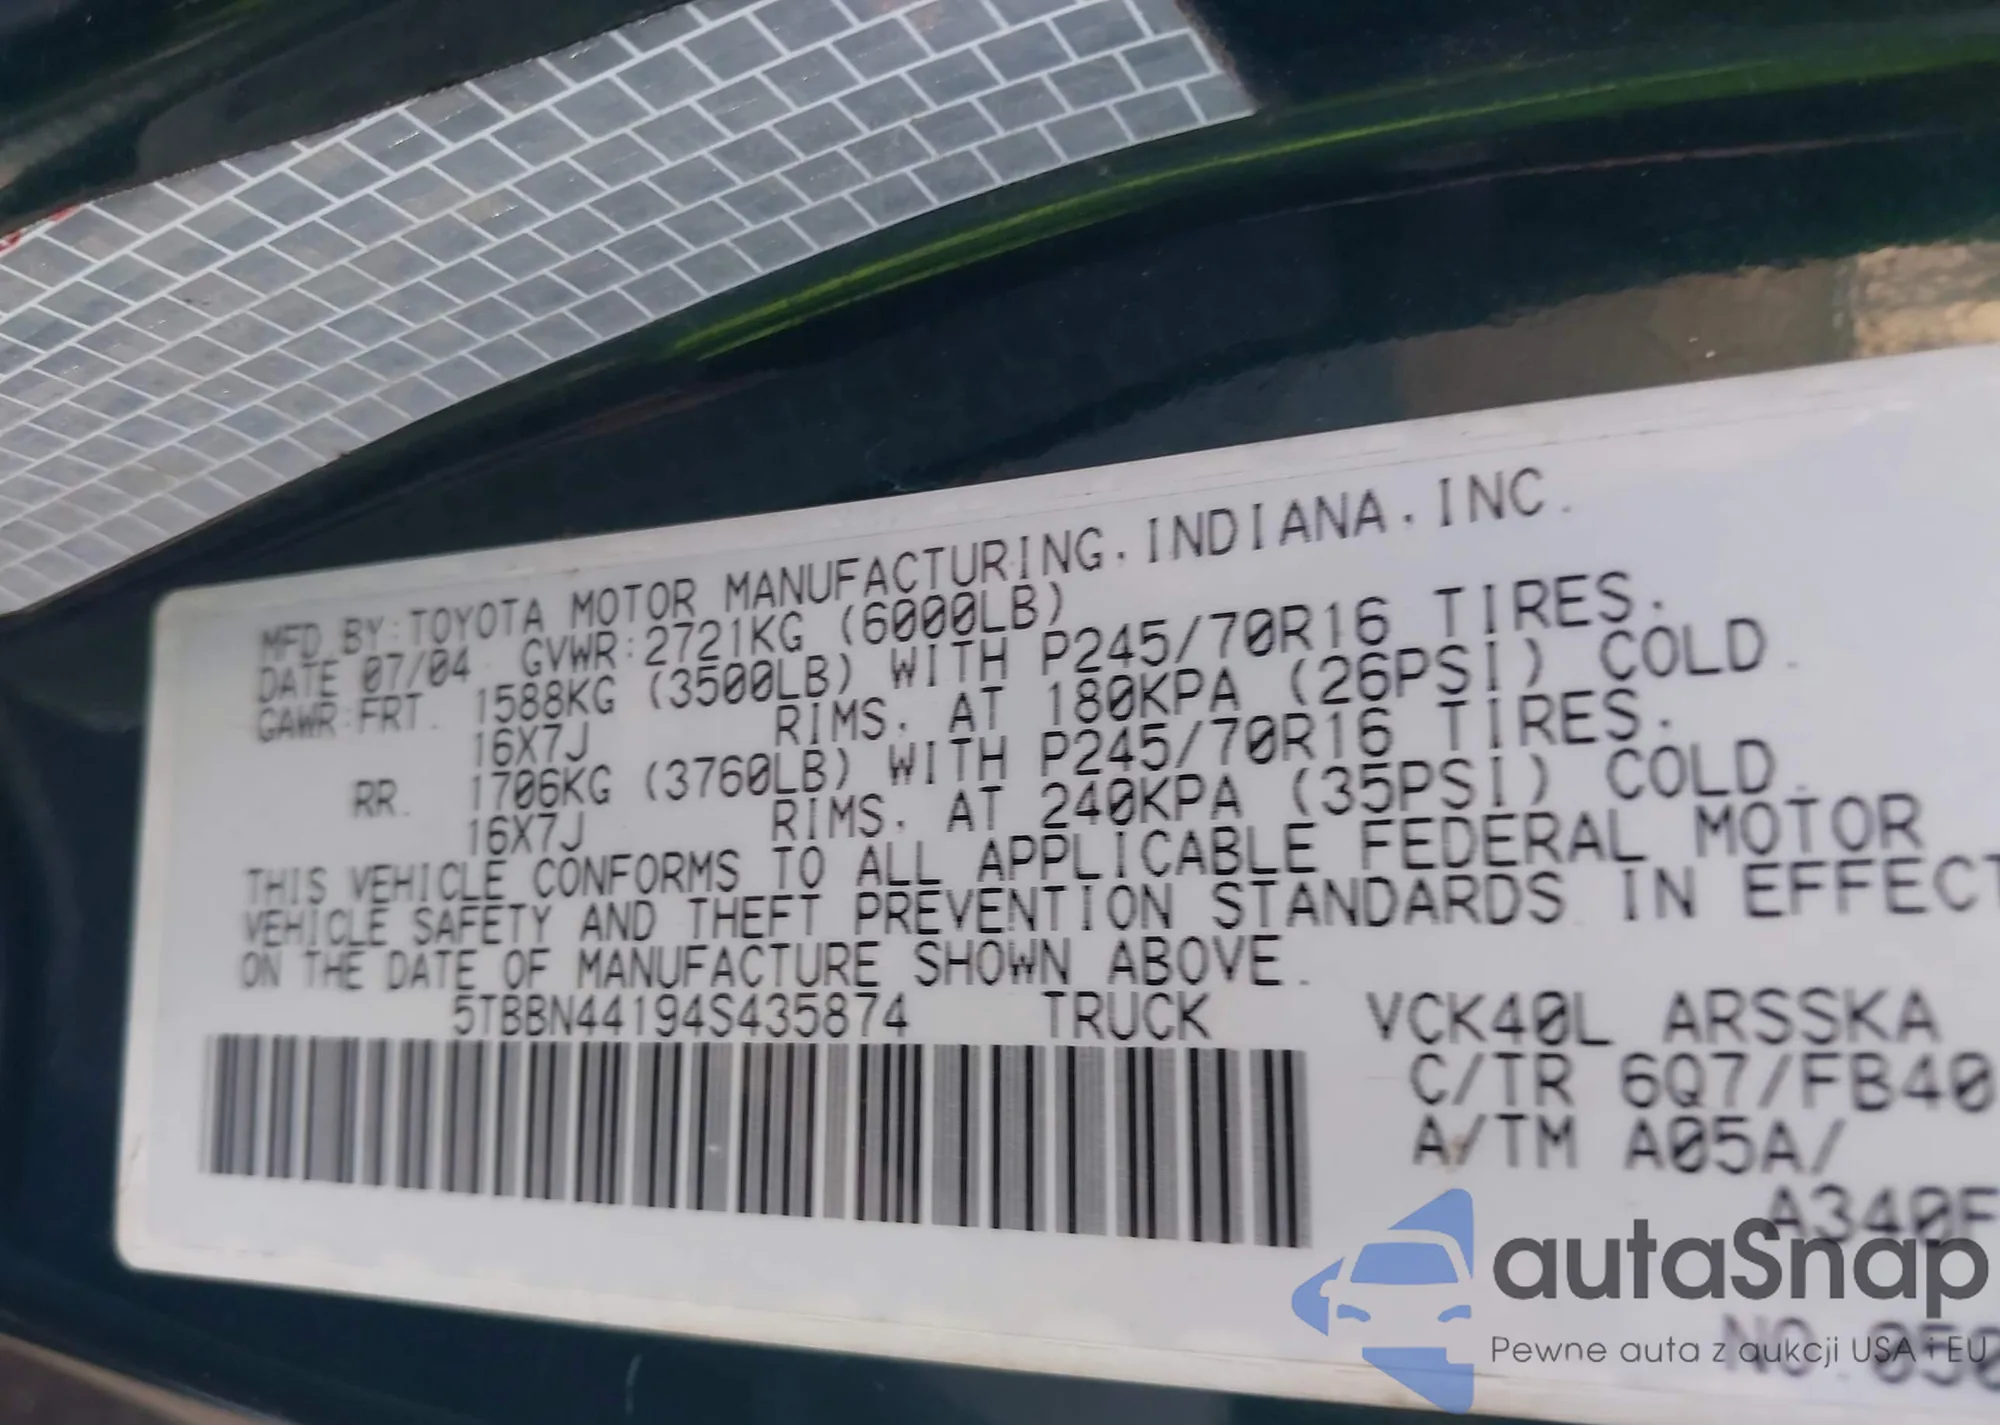 MFD.BY:TOYOTA MOTOR MANUFACTURING,INDIANA,INC.
DATE 07/04 GVWR:2721KG (6000LB)
GAWR:FRT. 1588KG (3500LB) WITH P245/70R16 TIRES.
16X7J RIMS, AT 180KPA (26PSI) COLD.
RR. 1706KG (3760LB) WITH P245/70R16 TIRES.
16X7J RIMS, AT 240KPA (35PSI) COLD.
THIS VEHICLE CONFORMS TO ALL APPLICABLE FEDERAL MOTOR
VEHICLE SAFETY AND THEFT PREVENTION STANDARDS IN EFFECT
ON THE DATE OF MANUFACTURE SHOWN ABOVE.
5TBBN44194S435874 TRUCK VCK40L ARSSKA
C/TR 6Q7/FB40
A/TM A05A/
A340F
autaSnap
NO.050
Pewne auta z aukcji USA i EU